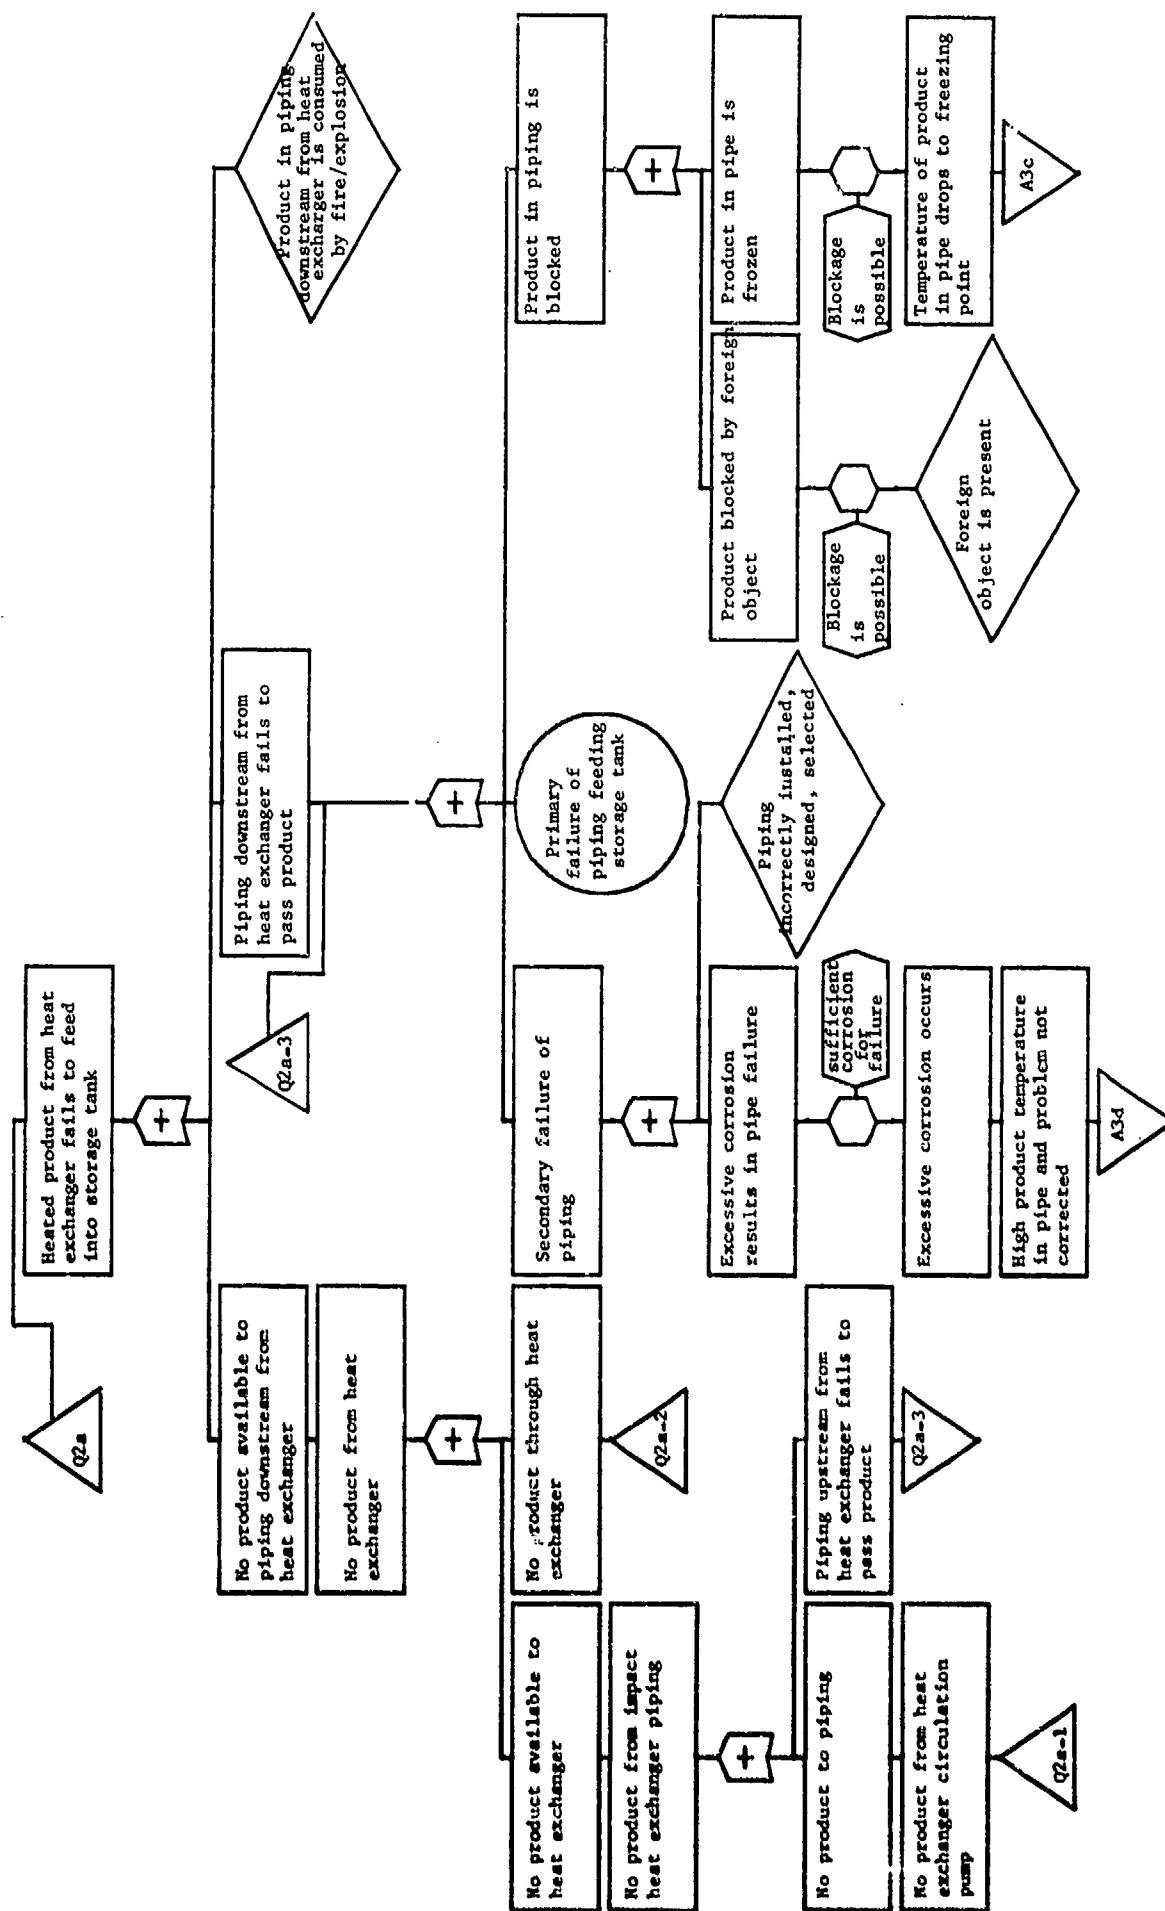 Q2a
Heated product from heat
exchanger fails to feed
into storage tank
+
No product available to
piping downstream from
heat exchanger
No product from heat
exchanger
+
Q2a-3
Piping downstream from
heat exchanger fails to
pass product
+
Product in piping
downstream from heat
excharger is consumed
by fire/explosion
No product available to
heat exchanger
No product from impact
heat exchanger piping
+
No product through heat
exchanger
Q2a-2
Secondary failure of
piping
+
Primary
failure of
piping feeding
storage tank
Product in piping is
blocked
+
No product to piping
No product from heat
exchanger circulation
pump
Q2a-1
Piping upstream from
heat exchanger fails to
pass product
Q2a-3
Excessive corrosion
results in pipe failure
sufficient
corrosion
for
failure
Excessive corrosion occurs
High product temperature
in pipe and problem not
corrected
A3d
Piping
incorrectly installed,
designed, selected
Product blocked by foreign
object
Blockage
is
possible
Foreign
object is present
Product in pipe is
frozen
Blockage
is
possible
Temperature of product
in pipe drops to freezing
point
A3c